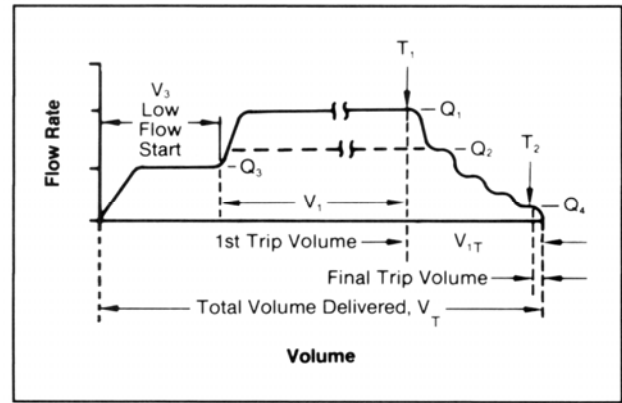 T1
V3
Low
Flow
Start
Q1
Q2
T2
Q3
Q4
V1
1st Trip Volume
V1T
Final Trip Volume
Total Volume Delivered, VT
Flow Rate
Volume